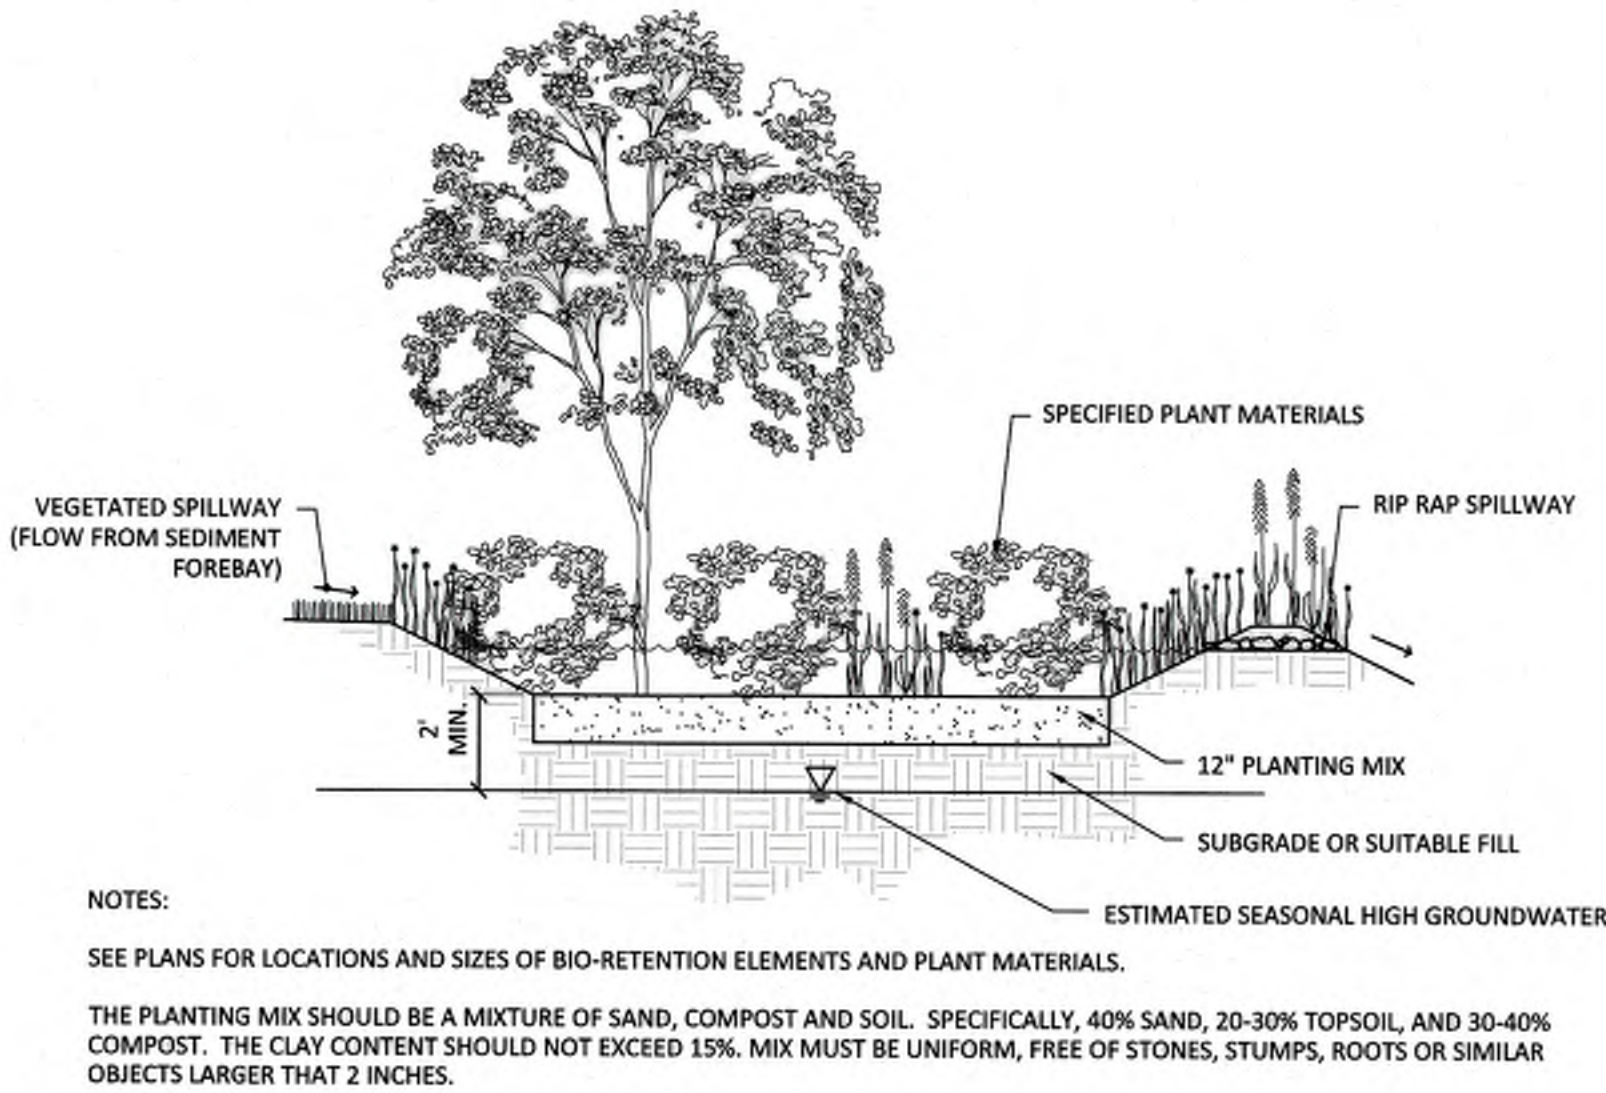 SPECIFIED PLANT MATERIALS
VEGETATED SPILLWAY
(FLOW FROM SEDIMENT
FOREBAY)
RIP RAP SPILLWAY
2'
MIN.
12" PLANTING MIX
SUBGRADE OR SUITABLE FILL
ESTIMATED SEASONAL HIGH GROUNDWATER
NOTES:
SEE PLANS FOR LOCATIONS AND SIZES OF BIO-RETENTION ELEMENTS AND PLANT MATERIALS.
THE PLANTING MIX SHOULD BE A MIXTURE OF SAND, COMPOST AND SOIL. SPECIFICALLY, 40% SAND, 20-30% TOPSOIL, AND 30-40%
COMPOST. THE CLAY CONTENT SHOULD NOT EXCEED 15%. MIX MUST BE UNIFORM, FREE OF STONES, STUMPS, ROOTS OR SIMILAR
OBJECTS LARGER THAT 2 INCHES.